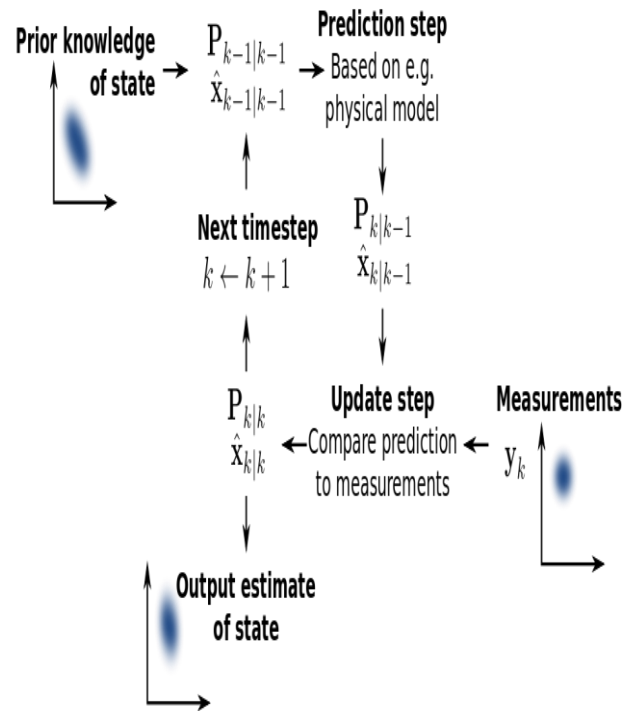 Prior knowledge
of state
P_{k−1|k−1}
x̂_{k−1|k−1}
Prediction step
Based on e.g.
physical model
P_{k|k−1}
x̂_{k|k−1}
Next timestep
k ← k + 1
P_{k|k}
x̂_{k|k}
Update step
Compare prediction
to measurements
Measurements
y_k
Output estimate
of state